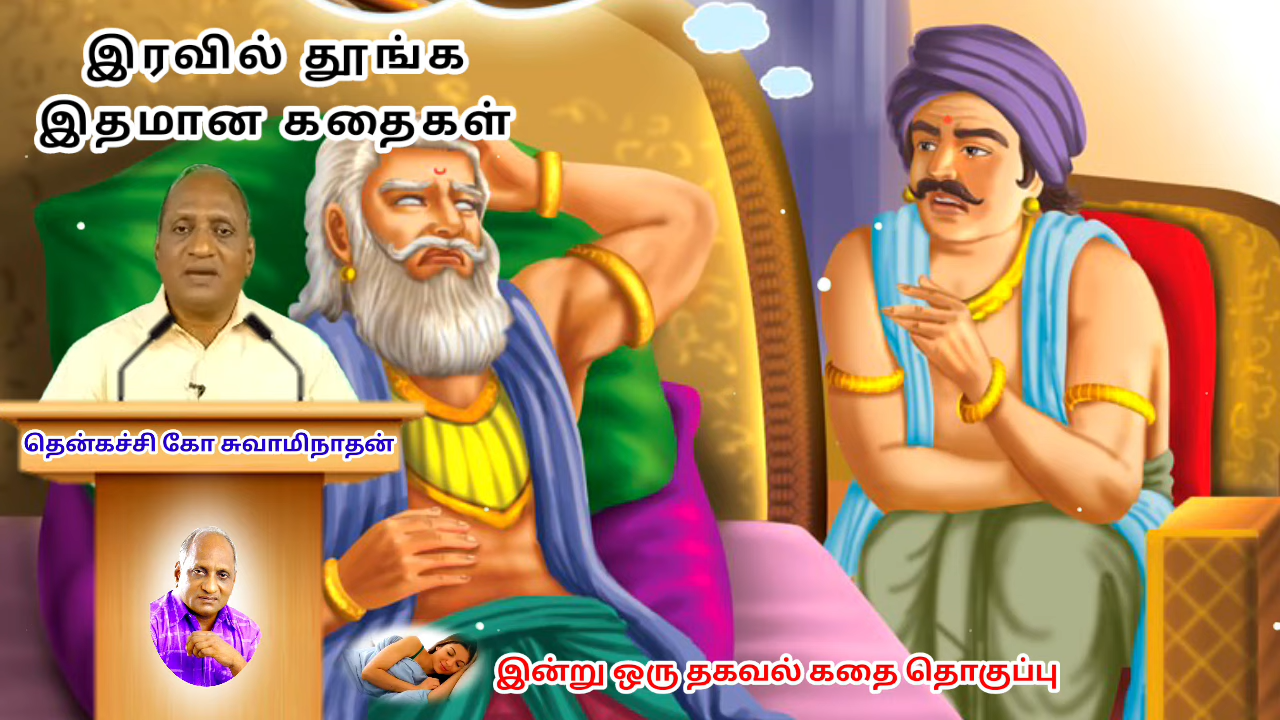 இரவில் தூங்க
இதமான கதைகள்
தென்கச்சி கோ சுவாமிநாதன்
இன்று ஒரு தகவல் கதை தொகுப்பு